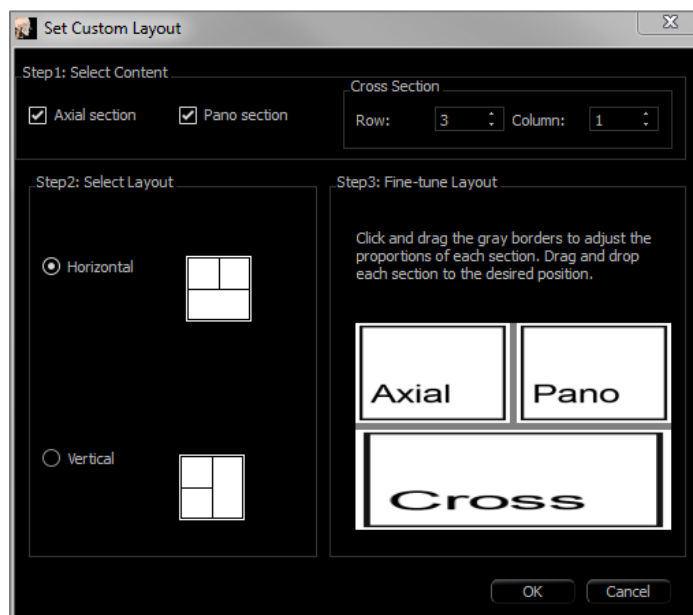 Set Custom Layout
Step1: Select Content
Axial section
Pano section
Cross Section
Row: 3 Column: 1
Step2: Select Layout
Horizontal
Vertical
Step3: Fine-tune Layout
Click and drag the gray borders to adjust the
proportions of each section. Drag and drop
each section to the desired position.
Axial Pano
Cross
OK Cancel